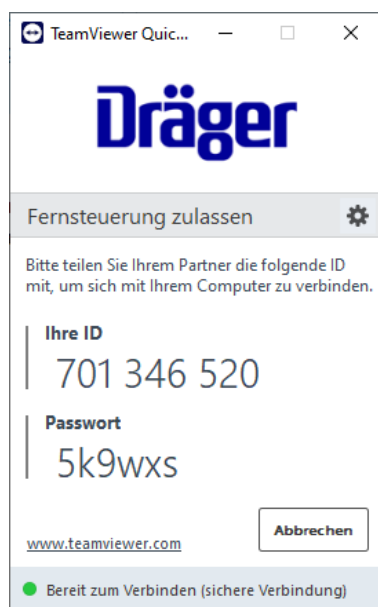 TeamViewer Quic...
Dräger
Fernsteuerung zulassen
Bitte teilen Sie Ihrem Partner die folgende ID
mit, um sich mit Ihrem Computer zu verbinden.
Ihre ID
701 346 520
Passwort
5k9wxs
www.teamviewer.com
Abbrechen
Bereit zum Verbinden (sichere Verbindung)